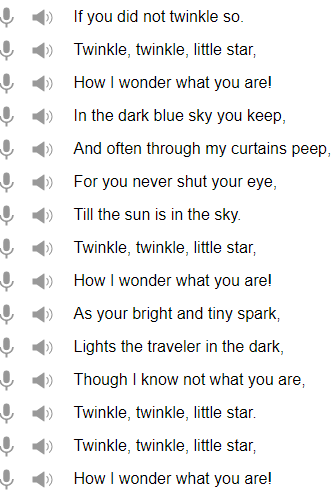 If you did not twinkle so.
Twinkle, twinkle, little star,
How I wonder what you are!
In the dark blue sky you keep,
And often through my curtains peep,
For you never shut your eye,
Till the sun is in the sky.
Twinkle, twinkle, little star,
How I wonder what you are!
As your bright and tiny spark,
Lights the traveler in the dark,
Though I know not what you are,
Twinkle, twinkle, little star.
Twinkle, twinkle, little star,
How I wonder what you are!